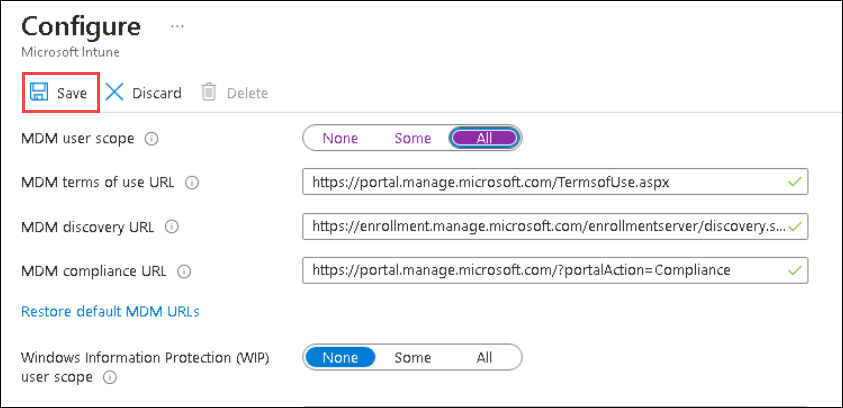 Configure ...
Microsoft Intune
Save Discard Delete
MDM user scope None Some All
MDM terms of use URL https://portal.manage.microsoft.com/TermsofUse.aspx
MDM discovery URL https://enrollment.manage.microsoft.com/enrollmentserver/discovery.s...
MDM compliance URL https://portal.manage.microsoft.com/?portalAction=Compliance
Restore default MDM URLs
Windows Information Protection (WIP) None Some All
user scope